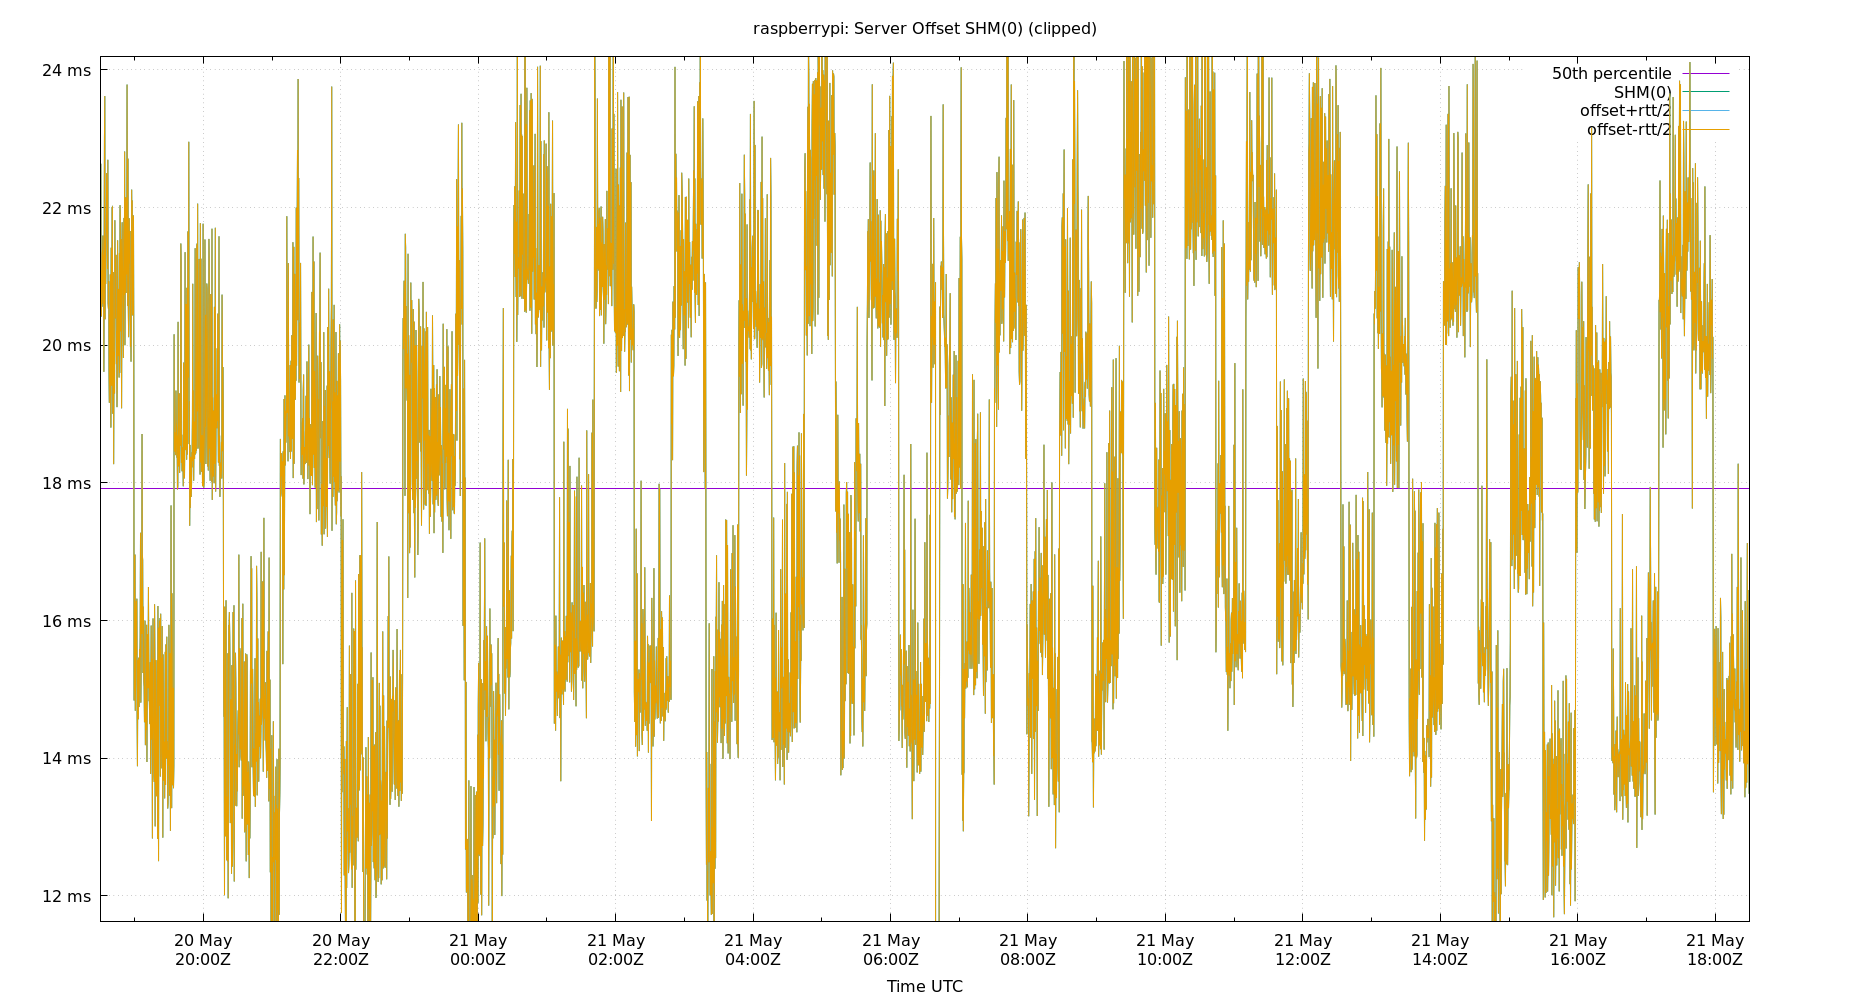 raspberrypi: Server Offset SHM(0) (clipped)
24 ms
22 ms
20 ms
18 ms
16 ms
14 ms
12 ms
50th percentile
SHM(0)
offset+rtt/2
offset-rtt/2
20 May 20 May 21 May 21 May 21 May 21 May 21 May 21 May 21 May 21 May 21 May 21 May
20:00Z 22:00Z 00:00Z 02:00Z 04:00Z 06:00Z 08:00Z 10:00Z 12:00Z 14:00Z 16:00Z 18:00Z
Time UTC